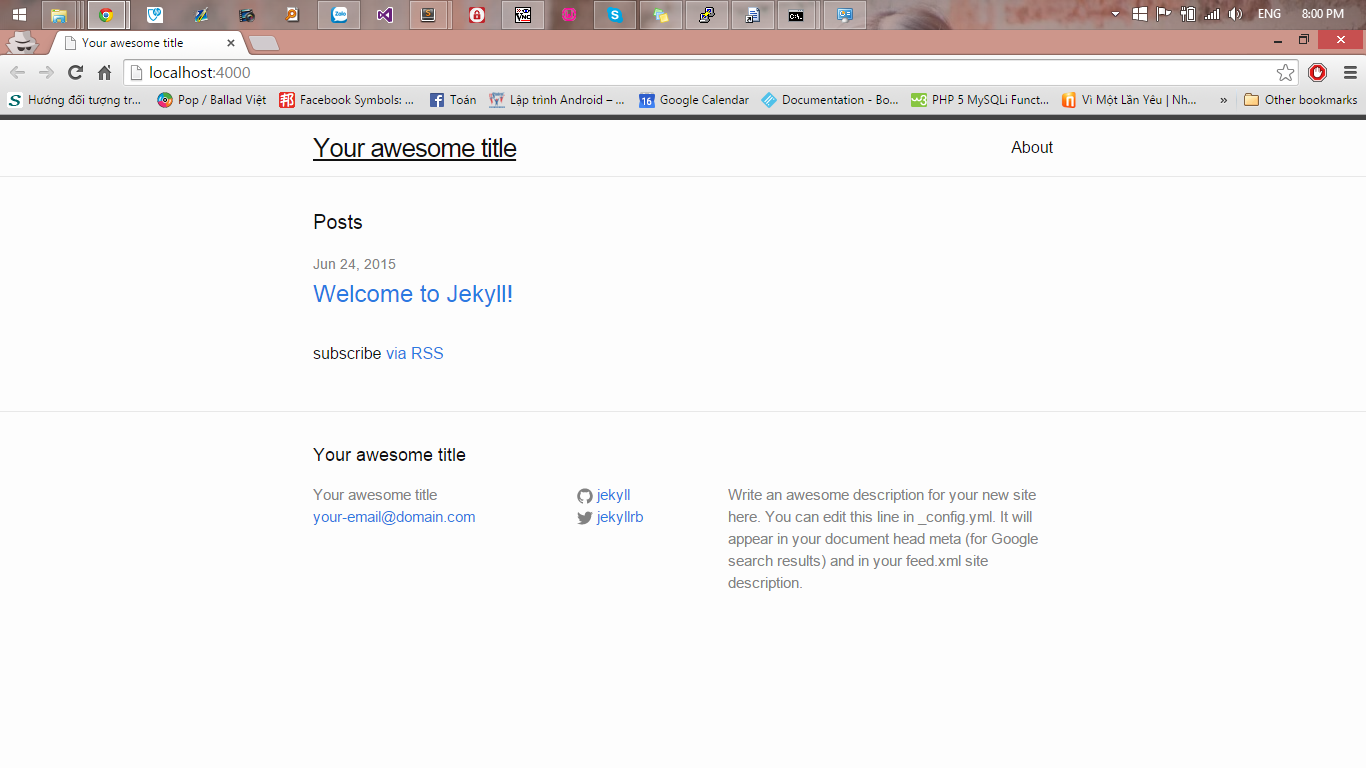 ENG
8:00 PM
Your awesome title
localhost:4000
Hướng đối tượng tr...
Pop / Ballad Việt
Facebook Symbols: ...
Toán
Lập trình Android – ...
16
Google Calendar
Documentation - Bo...
PHP 5 MySQLi Funct...
Vì Một Lần Yêu | Nh...
»
Other bookmarks
Your awesome title
About
Posts
Jun 24, 2015
Welcome to Jekyll!
subscribe via RSS
Your awesome title
Your awesome title
your-email@domain.com
jekyll
jekyllrb
Write an awesome description for your new site
here. You can edit this line in _config.yml. It will
appear in your document head meta (for Google
search results) and in your feed.xml site
description.